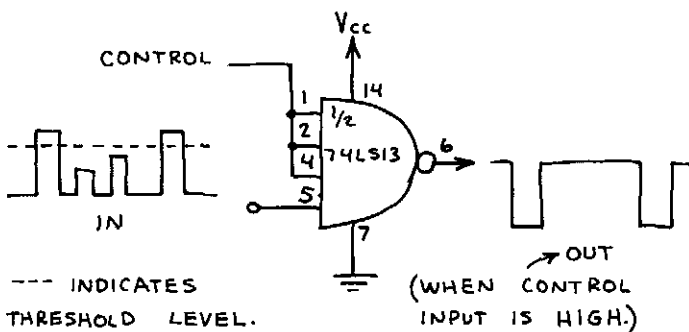 Vcc
CONTROL
14
1
1/2
2
74LS13
6
4
5
IN
7
OUT
--- INDICATES
THRESHOLD LEVEL.
(WHEN CONTROL
INPUT IS HIGH.)